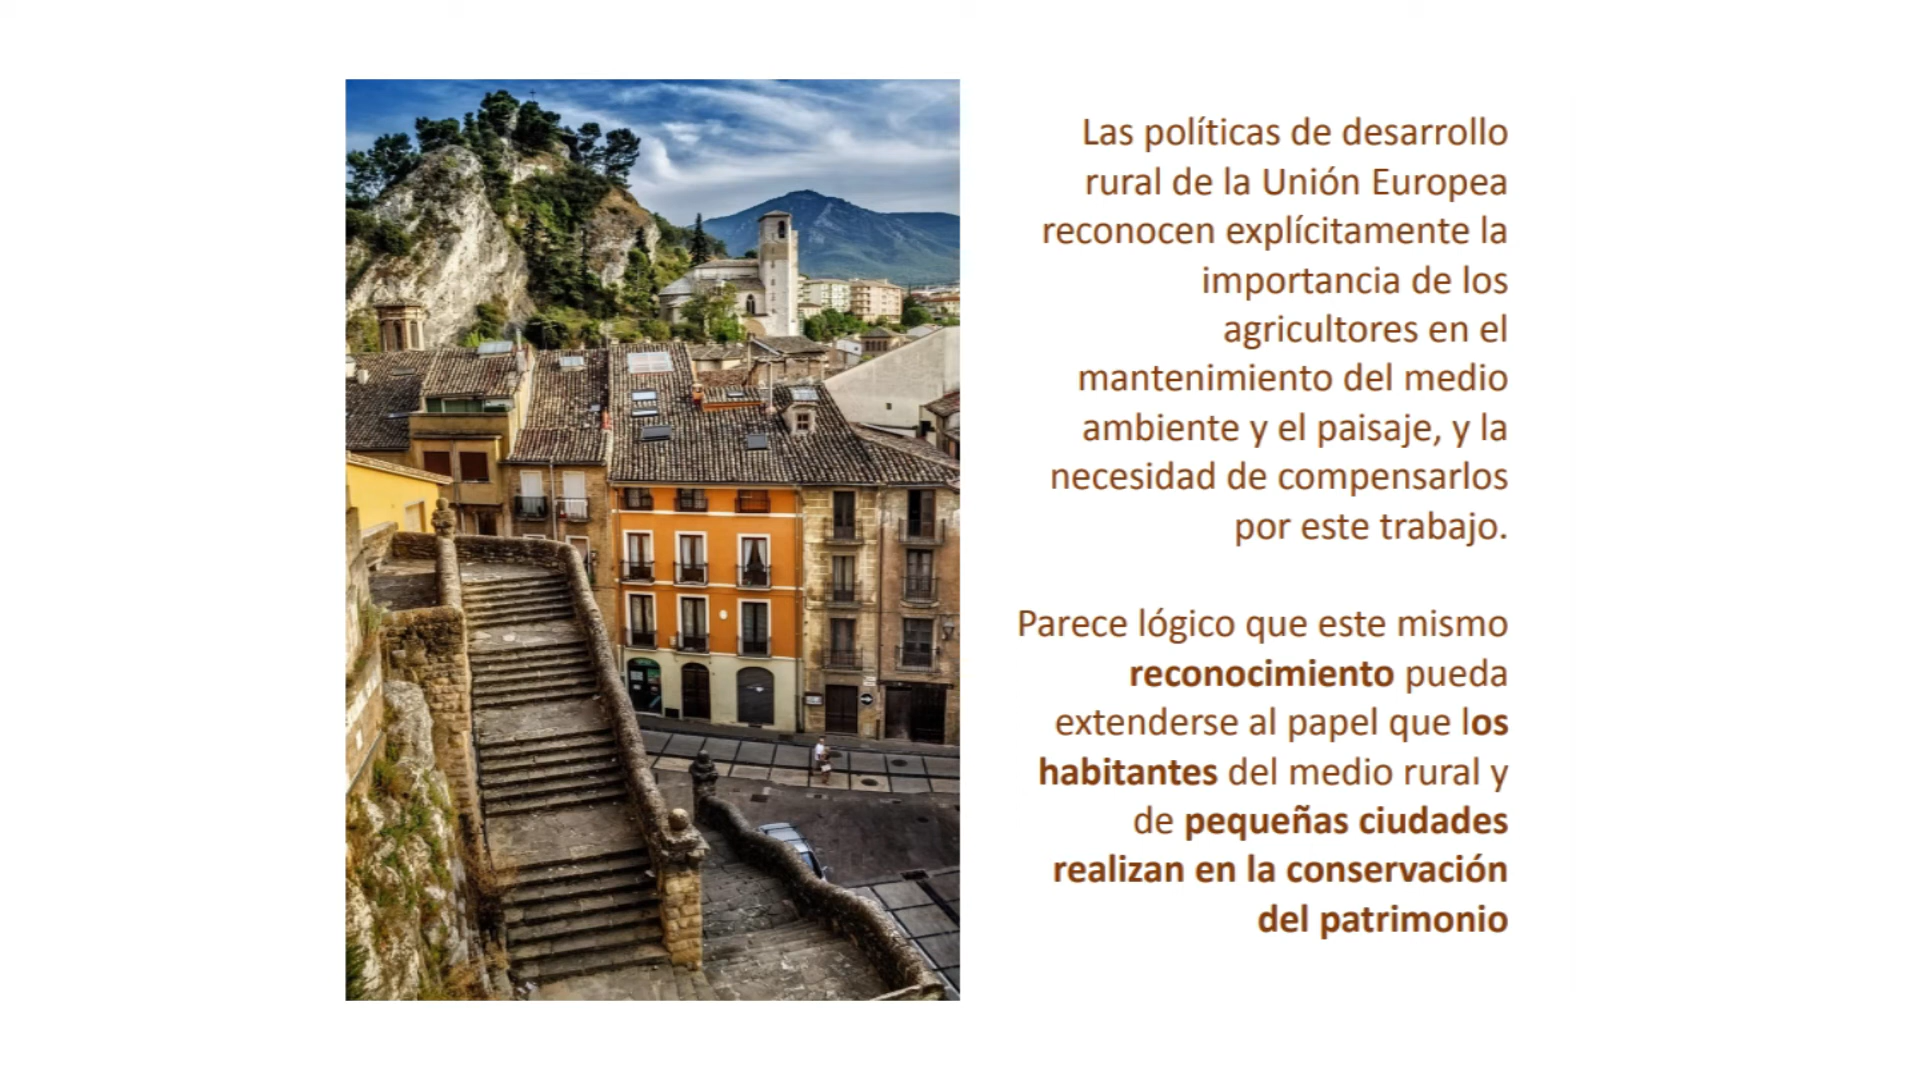 Las políticas de desarrollo
rural de la Unión Europea
reconocen explícitamente la
importancia de los
agricultores en el
mantenimiento del medio
ambiente y el paisaje, y la
necesidad de compensarlos
por este trabajo.
Parece lógico que este mismo
reconocimiento pueda
extenderse al papel que los
habitantes del medio rural y
de pequeñas ciudades
realizan en la conservación
del patrimonio